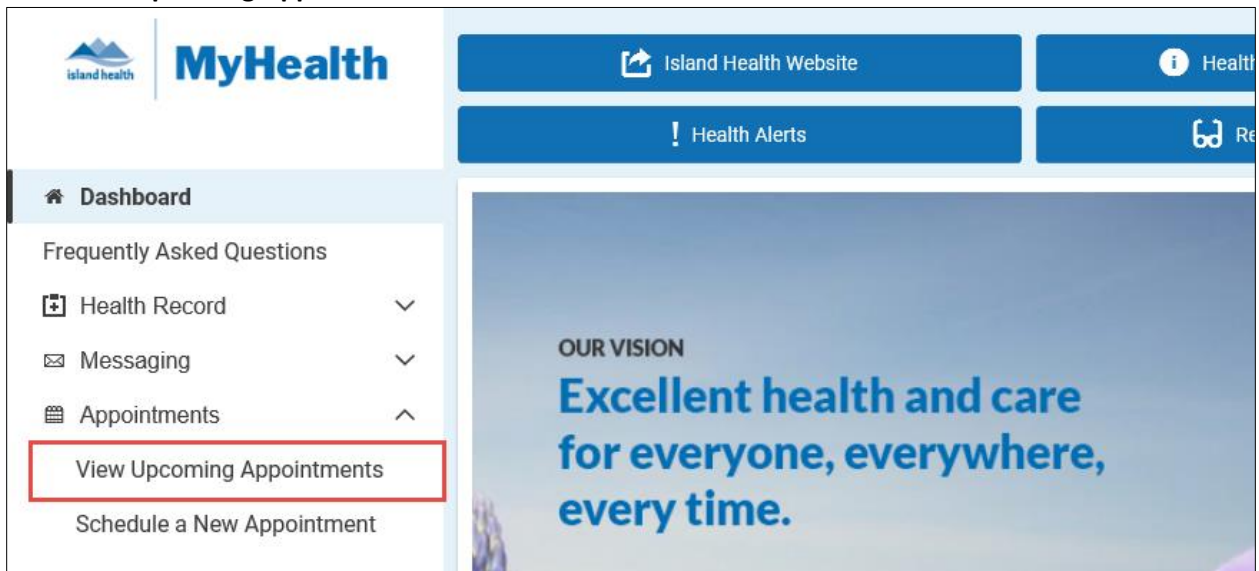 island health
MyHealth
Island Health Website
Health
! Health Alerts
Dashboard
Frequently Asked Questions
Health Record
Messaging
Appointments
View Upcoming Appointments
Schedule a New Appointment
OUR VISION
Excellent health and care
for everyone, everywhere,
every time.